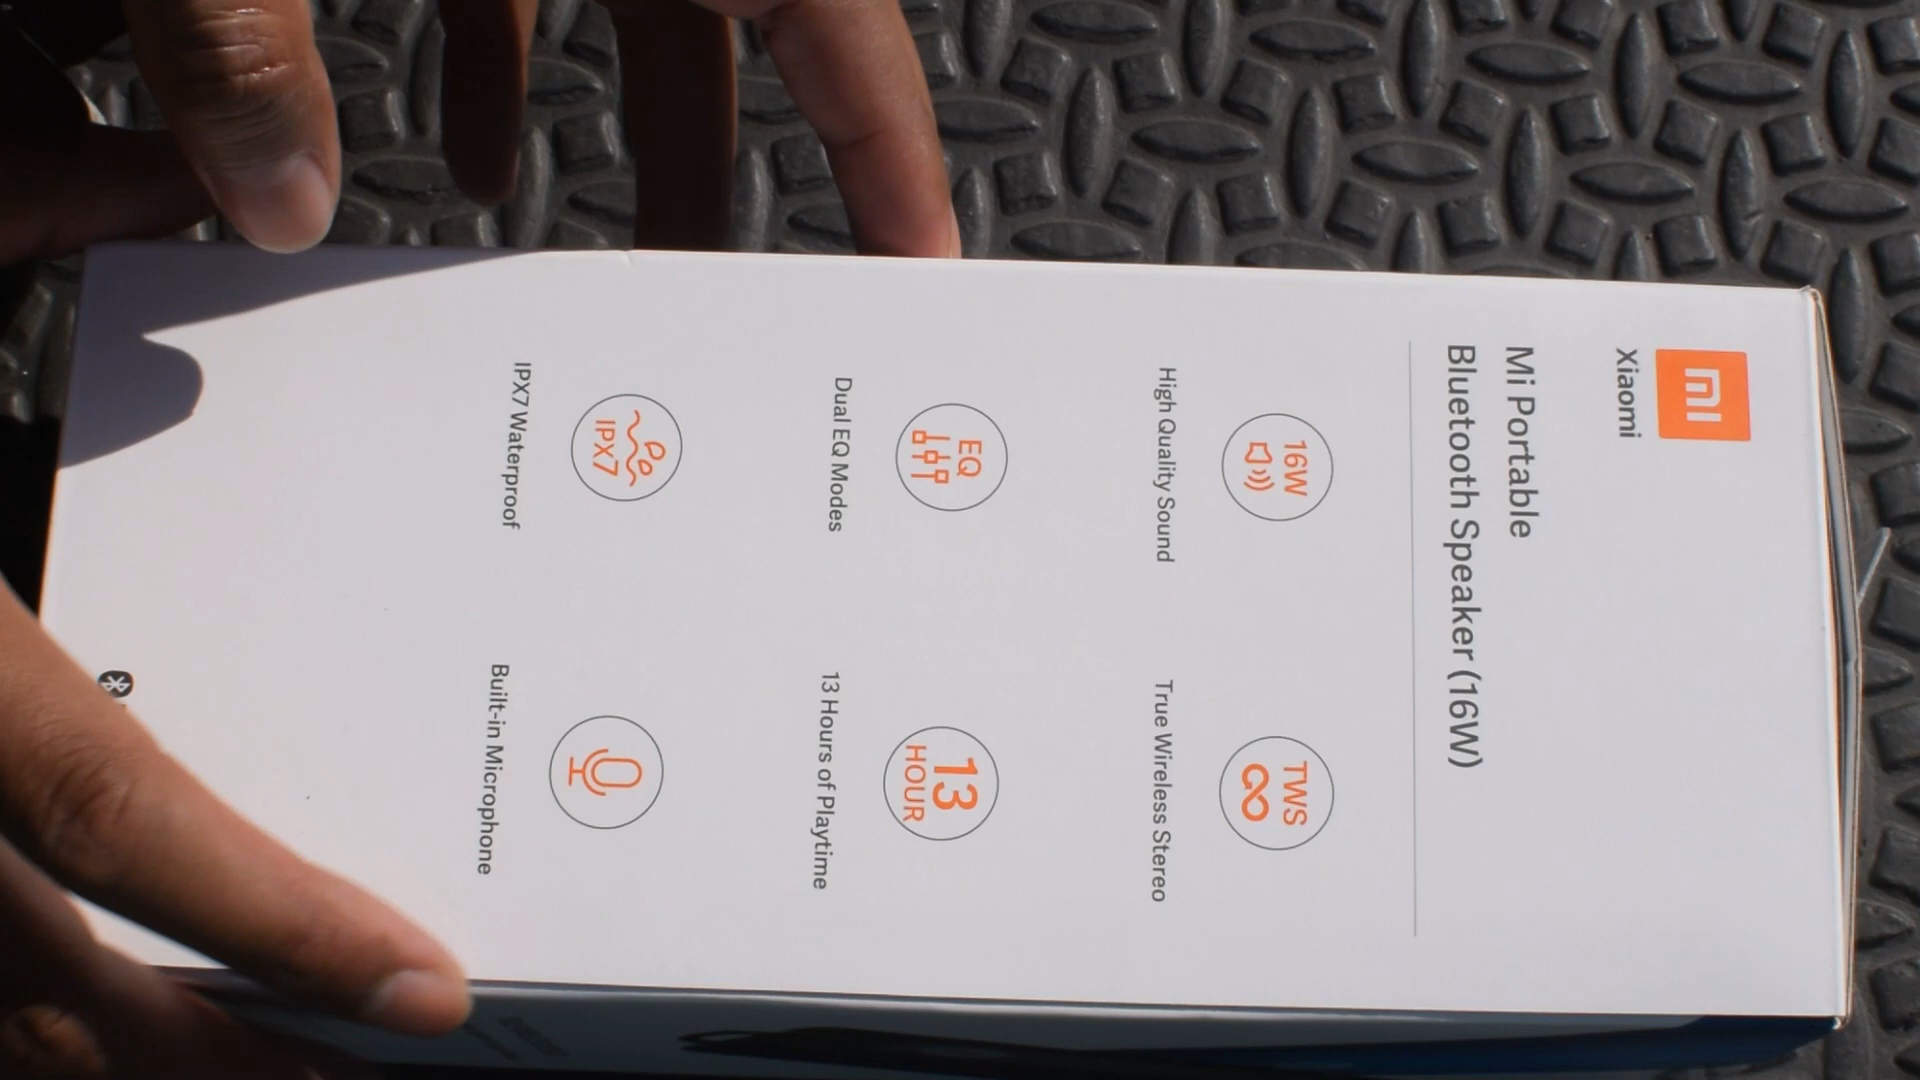 mi
Xiaomi
Mi Portable
Bluetooth Speaker (16W)
16W
High Quality Sound
TWS
True Wireless Stereo
EQ
Dual EQ Modes
13
HOUR
13 Hours of Playtime
IPX7
IPX7 Waterproof
Built-in Microphone